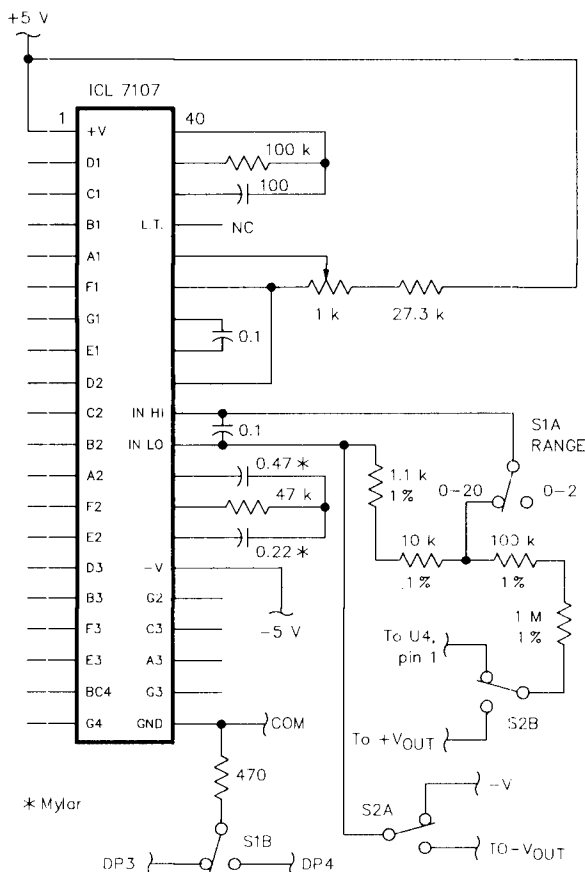 +5 V
ICL 7107
1
40
+V
D1
100 k
C1
100
B1
L.T.
NC
A1
F1
1 k
27.3 k
G1
0.1
E1
D2
C2
IN HI
S1A
RANGE
B2
IN LO
0.1
0-20
0-2
A2
0.47 *
1.1 k
1%
F2
47 k
10 k
.1%
100 k
1%
E2
0.22 *
D3
-V
1 M
1%
B3
G2
-5 V
F3
C3
To U4,
pin 1
E3
A3
BC4
G3
S2B
G4
GND
COM
To +VOUT
470
* Mylar
S2A
-V
S1B
TO-VOUT
DP3
DP4